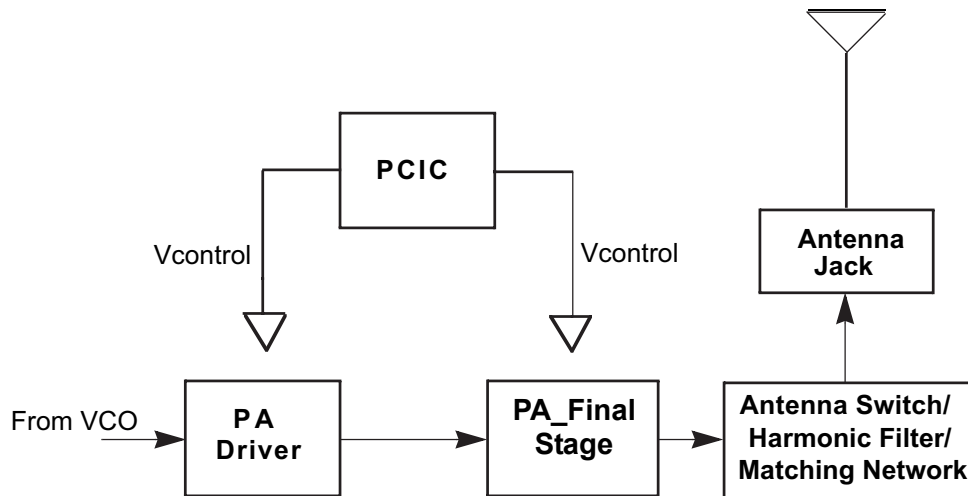 PCIC
Vcontrol
Vcontrol
Antenna
Jack
From VCO
PA
Driver
PA_Final
Stage
Antenna Switch/
Harmonic Filter/
Matching Network